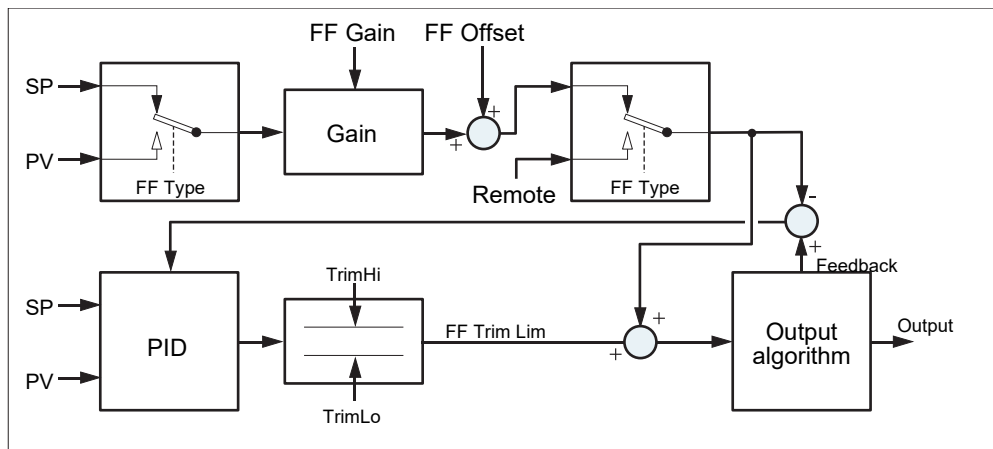 FF Gain
FF Offset
SP
PV
FF Type
Gain
+
+
Remote
FF Type
-
+
Feedback
SP
PV
PID
TrimHi
TrimLo
FF Trim Lim
+
+
Output
algorithm
Output